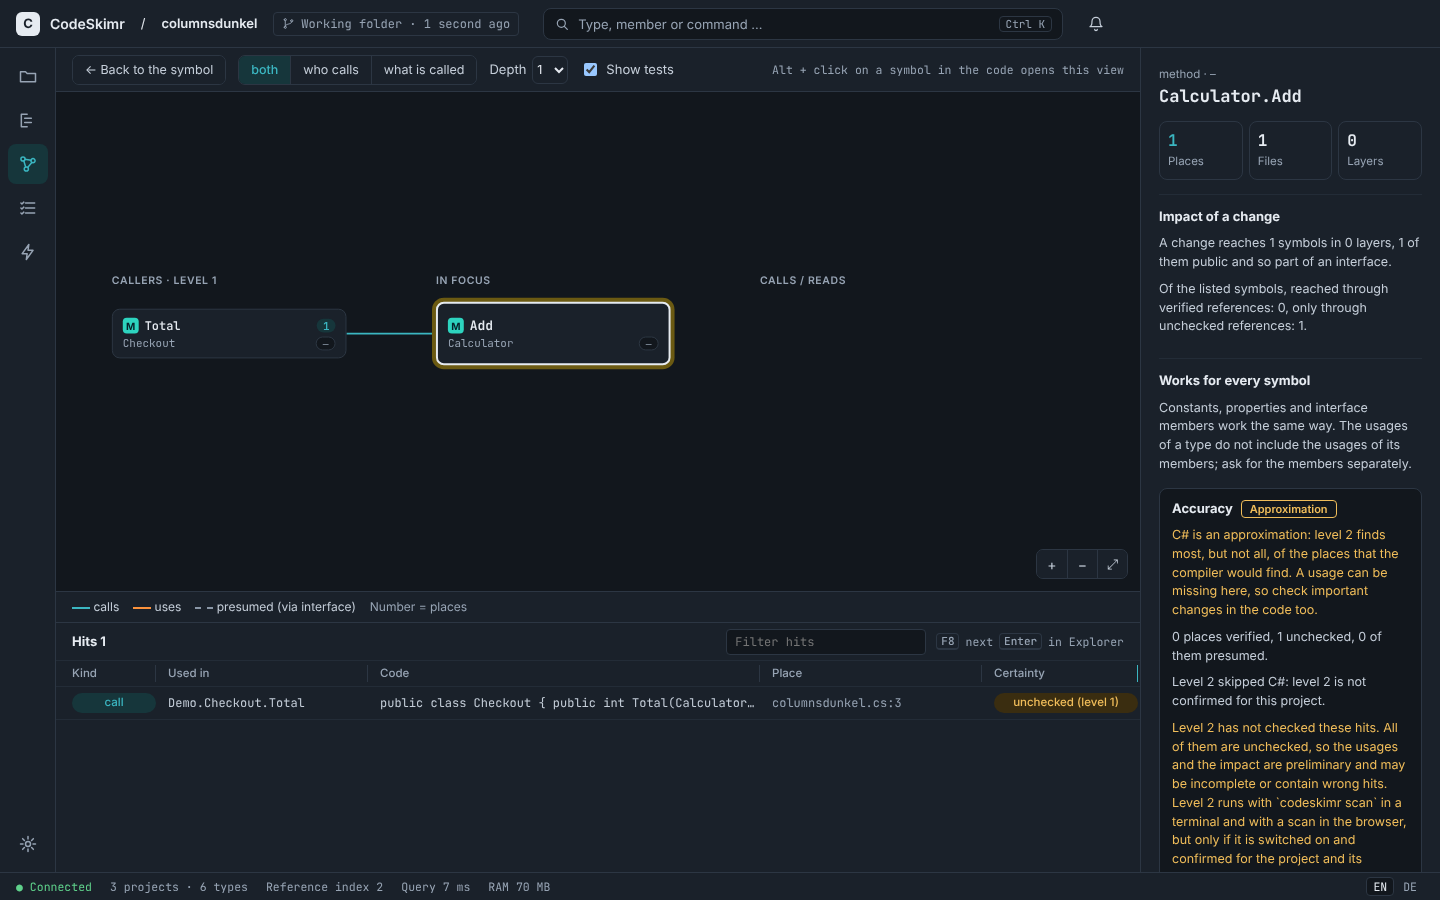 C CodeSkimr / columnsdunkel Working folder · 1 second ago Type, member or command ... Ctrl K
← Back to the symbol both who calls what is called Depth 1 Show tests Alt + click on a symbol in the code opens this view
CALLERS · LEVEL 1 IN FOCUS CALLS / READS
M Total 1
Checkout –
M Add
Calculator –
+ − ⤢
calls uses presumed (via interface) Number = places
Hits 1 Filter hits F8 next Enter in Explorer
Kind Used in Code Place Certainty
call Demo.Checkout.Total public class Checkout { public int Total(Calculator… columnsdunkel.cs:3 unchecked (level 1)
method · –
Calculator.Add
1 1 0
Places Files Layers
Impact of a change
A change reaches 1 symbols in 0 layers, 1 of
them public and so part of an interface.
Of the listed symbols, reached through
verified references: 0, only through
unchecked references: 1.
Works for every symbol
Constants, properties and interface
members work the same way. The usages
of a type do not include the usages of its
members; ask for the members separately.
Accuracy Approximation
C# is an approximation: level 2 finds
most, but not all, of the places that the
compiler would find. A usage can be
missing here, so check important
changes in the code too.
0 places verified, 1 unchecked, 0 of
them presumed.
Level 2 skipped C#: level 2 is not
confirmed for this project.
Level 2 has not checked these hits. All
of them are unchecked, so the usages
and the impact are preliminary and may
be incomplete or contain wrong hits.
Level 2 runs with `codeskimr scan` in a
terminal and with a scan in the browser,
but only if it is switched on and
confirmed for the project and its
● Connected 3 projects · 6 types Reference index 2 Query 7 ms RAM 70 MB EN DE